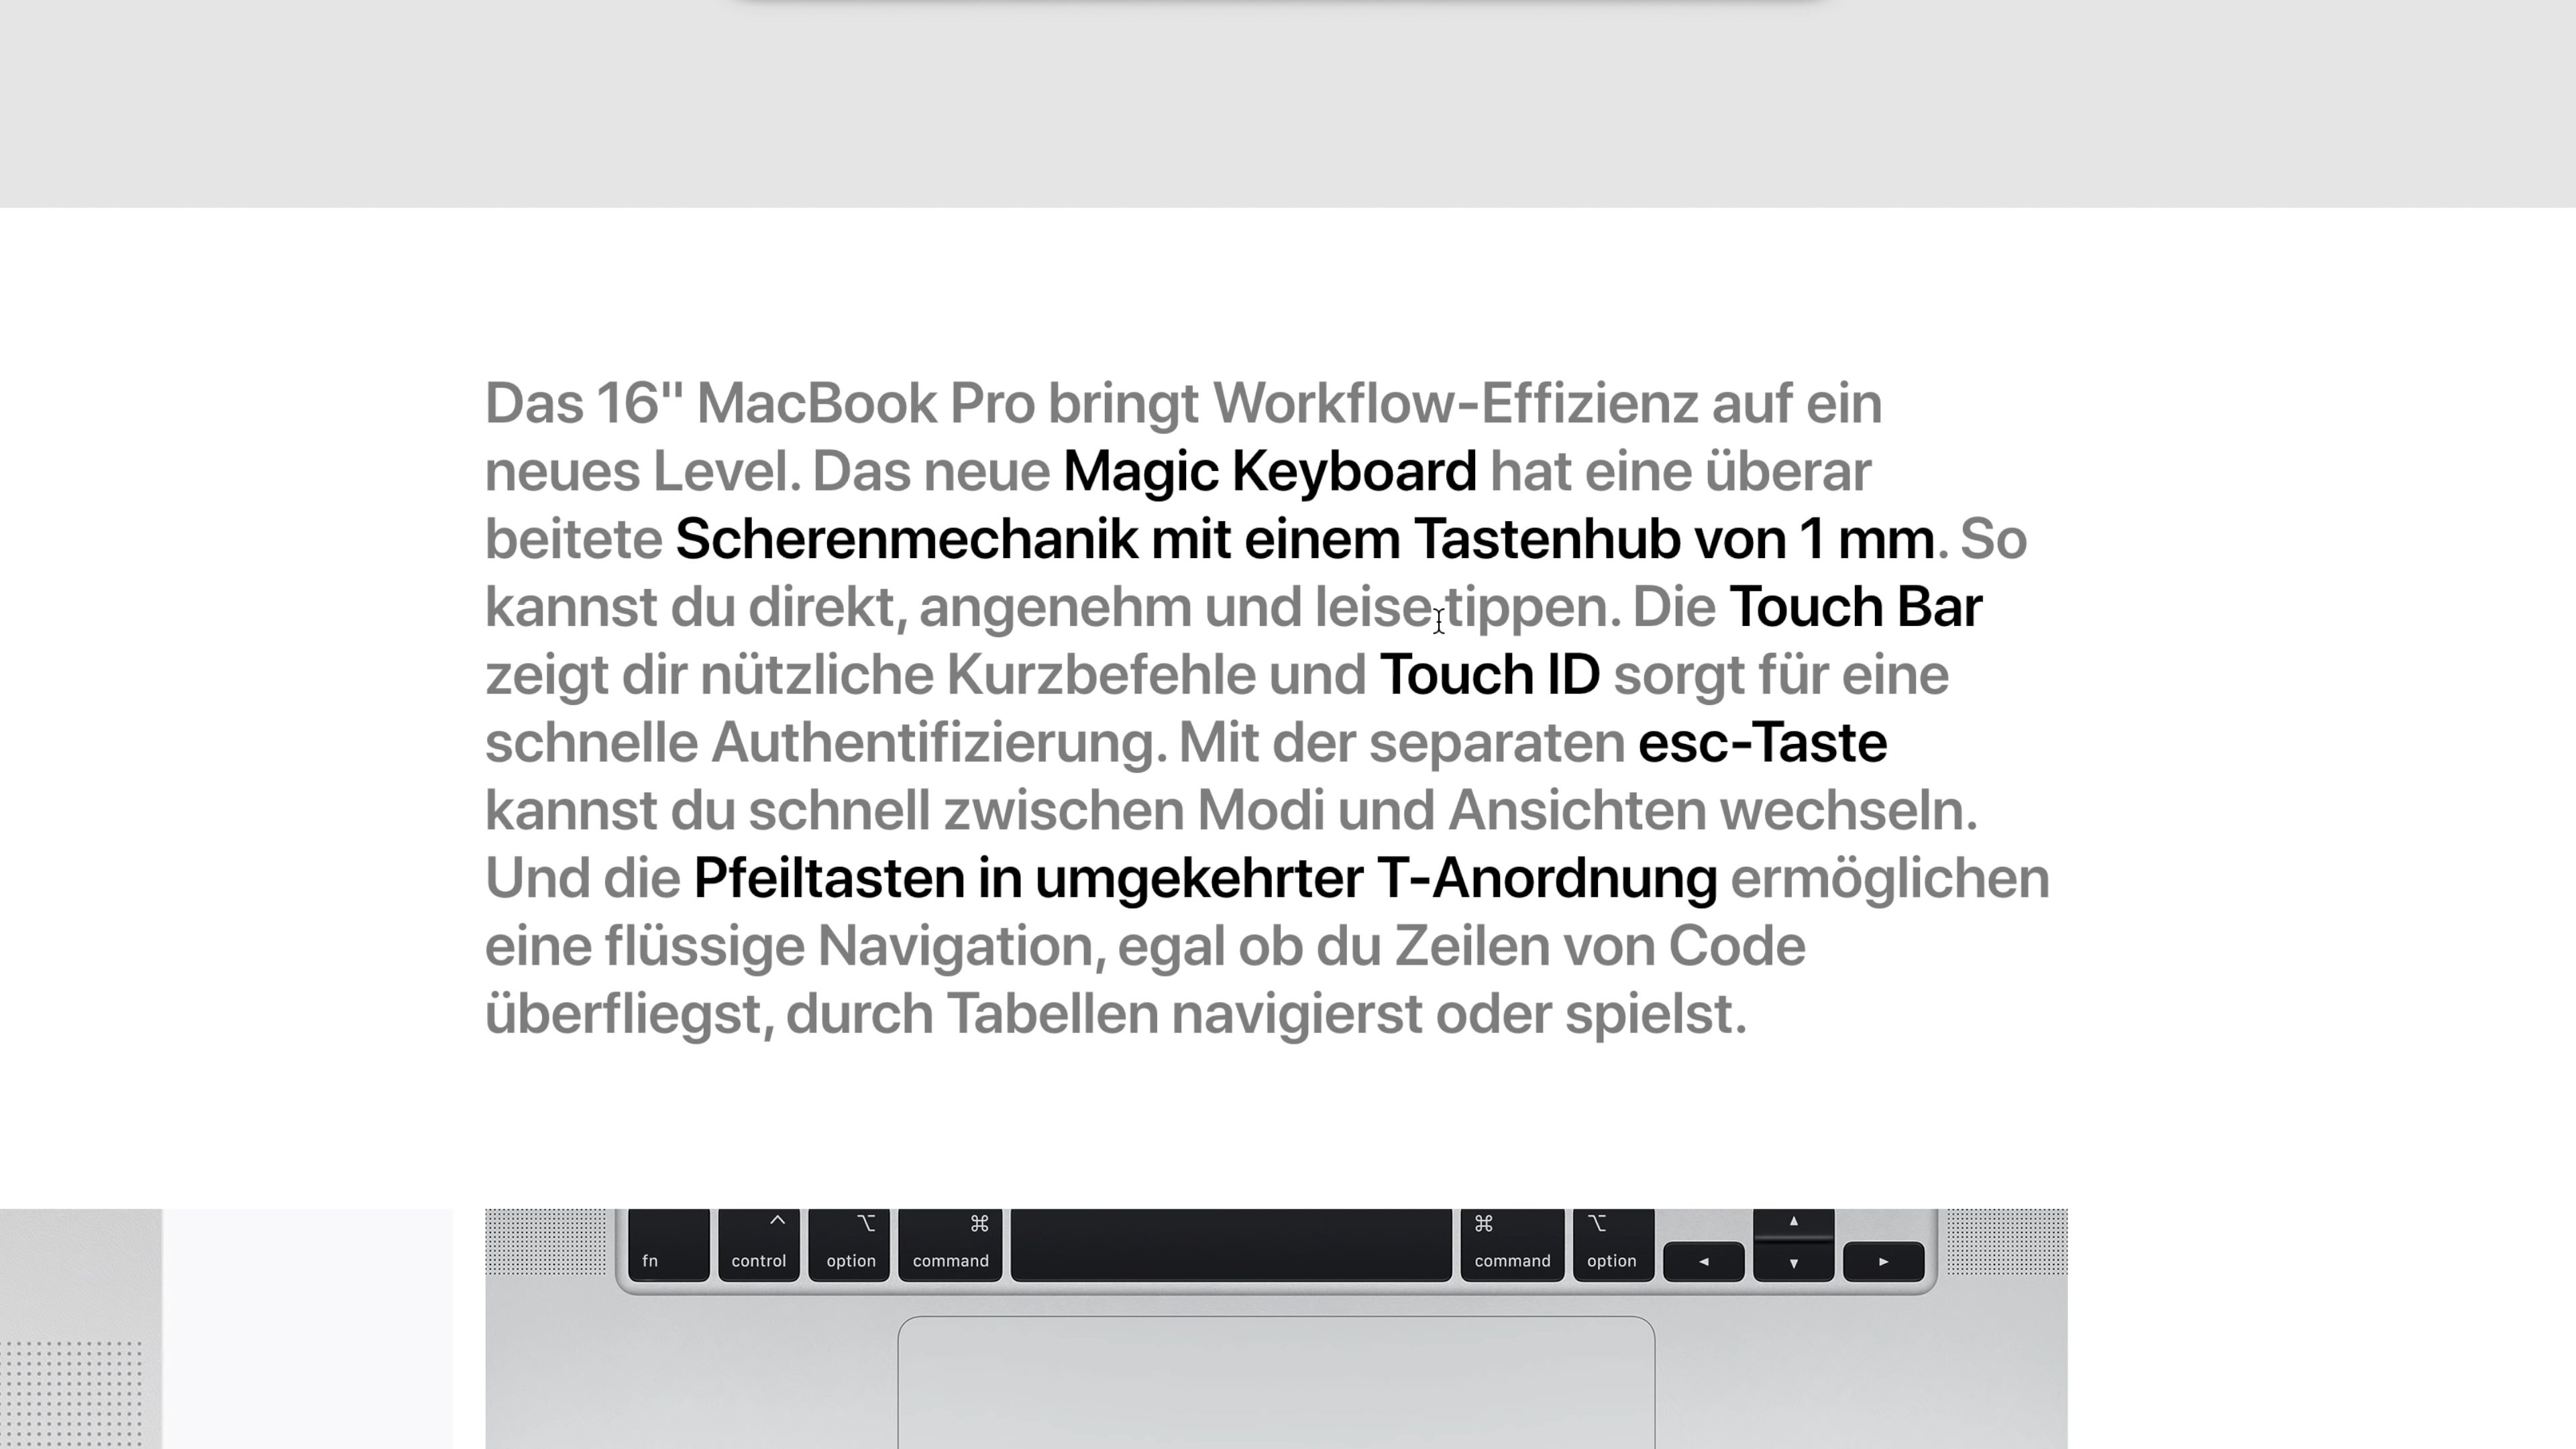 Das 16" MacBook Pro bringt Workflow-Effizienz auf ein
neues Level. Das neue Magic Keyboard hat eine überar
beitete Scherenmechanik mit einem Tastenhub von 1 mm. So
kannst du direkt, angenehm und leise tippen. Die Touch Bar
zeigt dir nützliche Kurzbefehle und Touch ID sorgt für eine
schnelle Authentifizierung. Mit der separaten esc-Taste
kannst du schnell zwischen Modi und Ansichten wechseln.
Und die Pfeiltasten in umgekehrter T-Anordnung ermöglichen
eine flüssige Navigation, egal ob du Zeilen von Code
überfliegst, durch Tabellen navigierst oder spielst.
fn control option command command option